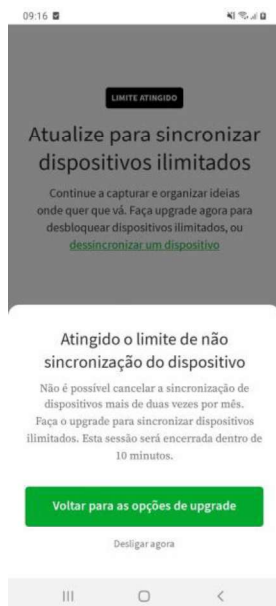 09:16
LIMITE ATINGIDO
Atualize para sincronizar
dispositivos ilimitados
Continue a capturar e organizar ideias
onde quer que vá. Faça upgrade agora para
desbloquear dispositivos ilimitados, ou
dessincronizar um dispositivo
Atingido o limite de não
sincronização do dispositivo
Não é possível cancelar a sincronização de
dispositivos mais de duas vezes por mês.
Faça o upgrade para sincronizar dispositivos
ilimitados. Esta sessão será encerrada dentro de
10 minutos.
Voltar para as opções de upgrade
Desligar agora